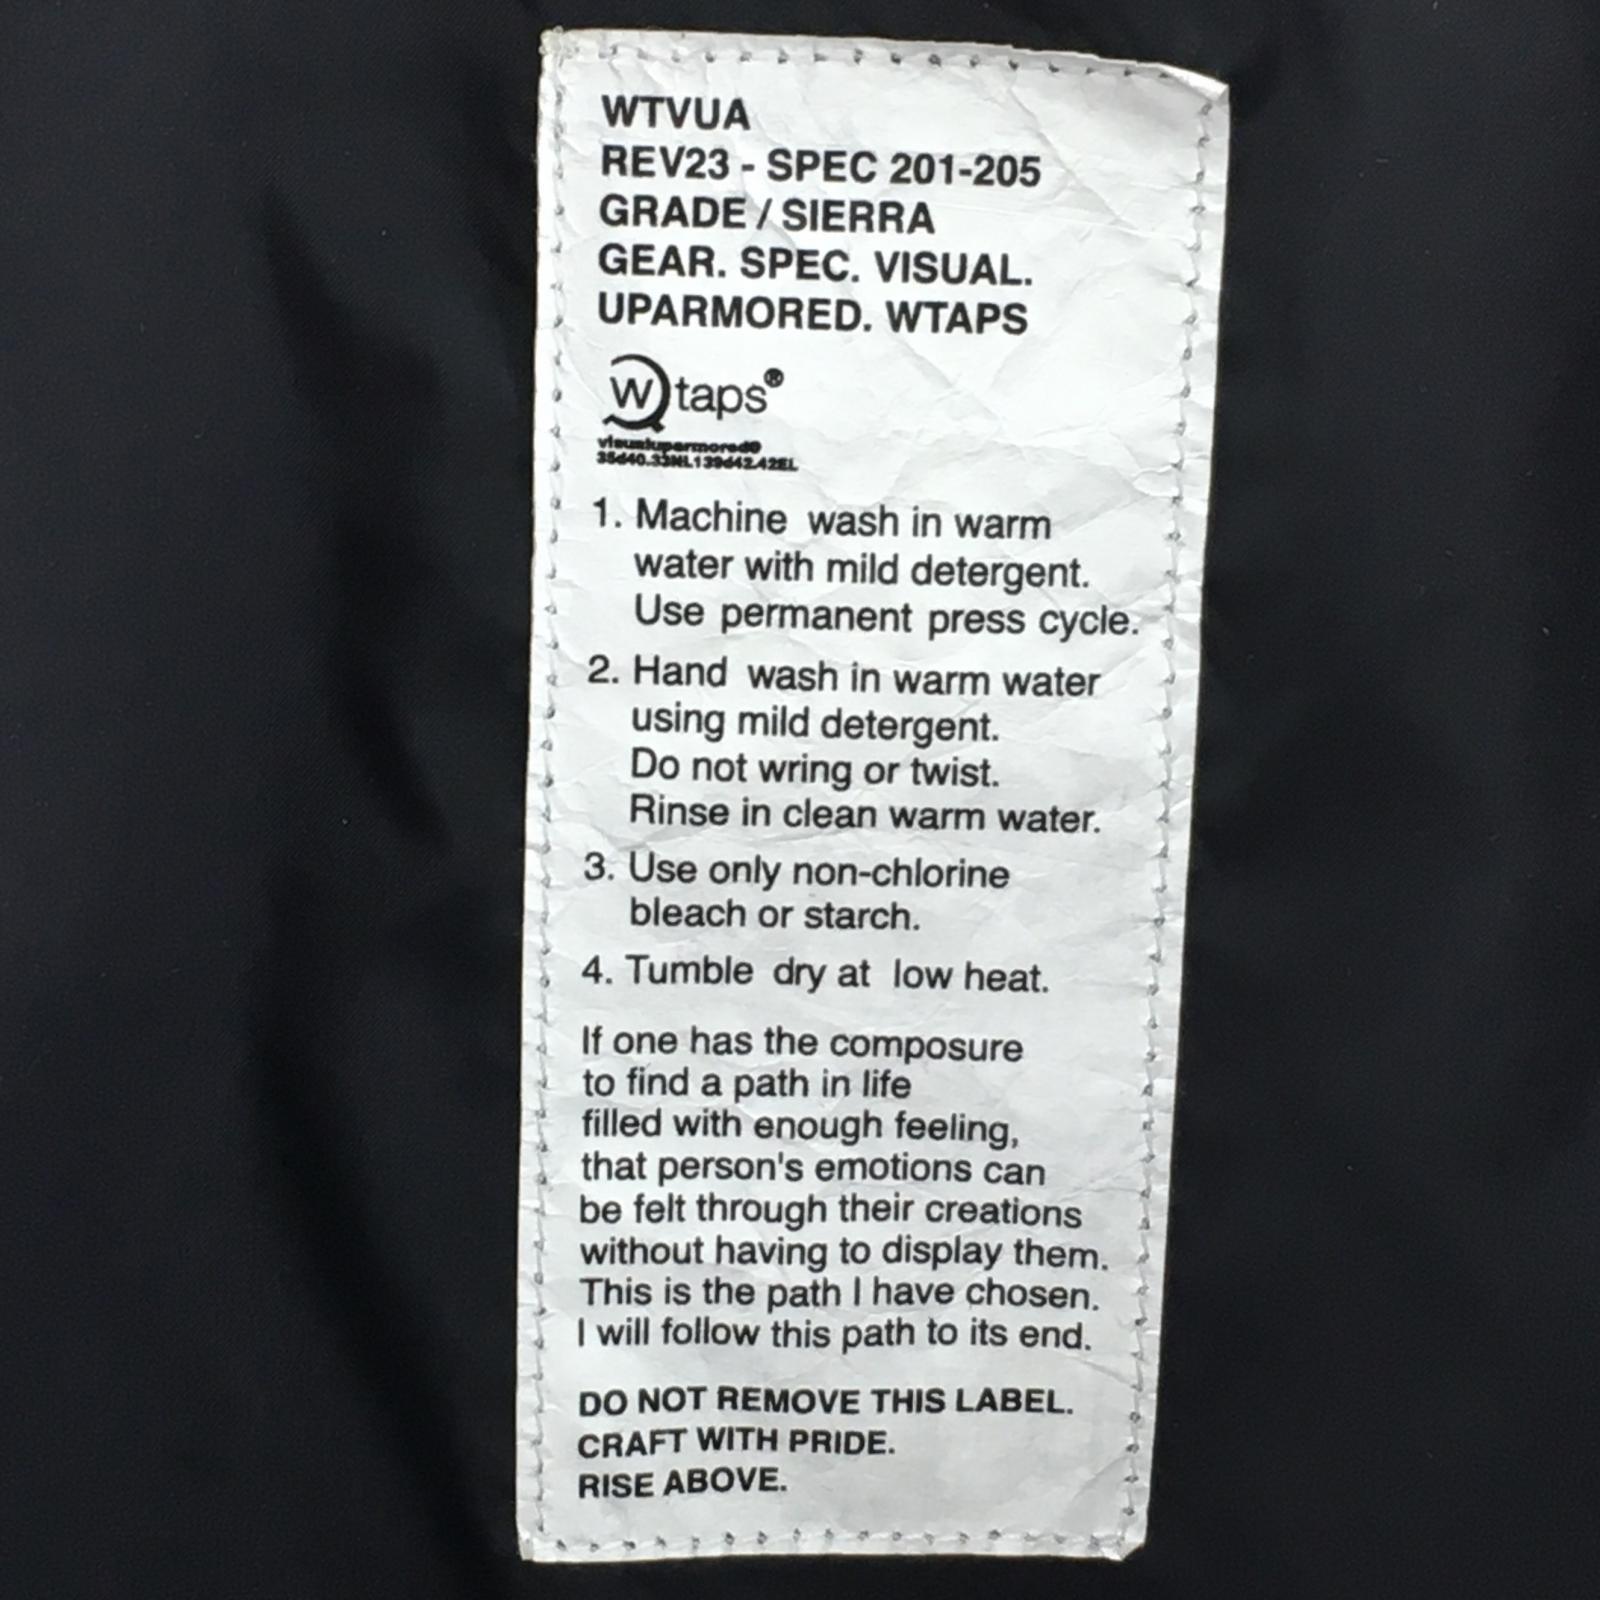 WTVUA
REV23 - SPEC 201-205
GRADE / SIERRA
GEAR. SPEC. VISUAL.
UPARMORED. WTAPS
Wtaps®
visualuparmored®
35d40.33NL139d42.42EL
1. Machine wash in warm
water with mild detergent.
Use permanent press cycle.
2. Hand wash in warm water
using mild detergent.
Do not wring or twist.
Rinse in clean warm water.
3. Use only non-chlorine
bleach or starch.
4. Tumble dry at low heat.
If one has the composure
to find a path in life
filled with enough feeling,
that person's emotions can
be felt through their creations
without having to display them.
This is the path I have chosen.
I will follow this path to its end.
DO NOT REMOVE THIS LABEL.
CRAFT WITH PRIDE.
RISE ABOVE.